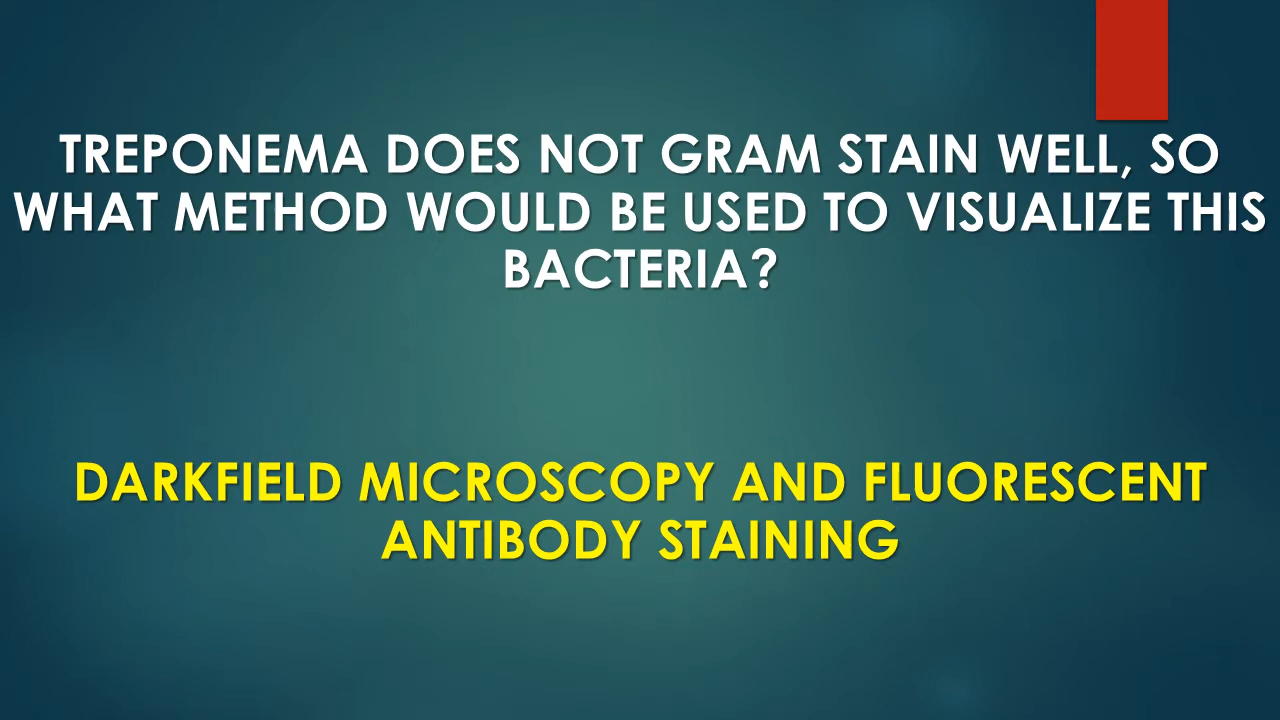 TREPONEMA DOES NOT GRAM STAIN WELL, SO
WHAT METHOD WOULD BE USED TO VISUALIZE THIS
BACTERIA?
DARKFIELD MICROSCOPY AND FLUORESCENT
ANTIBODY STAINING